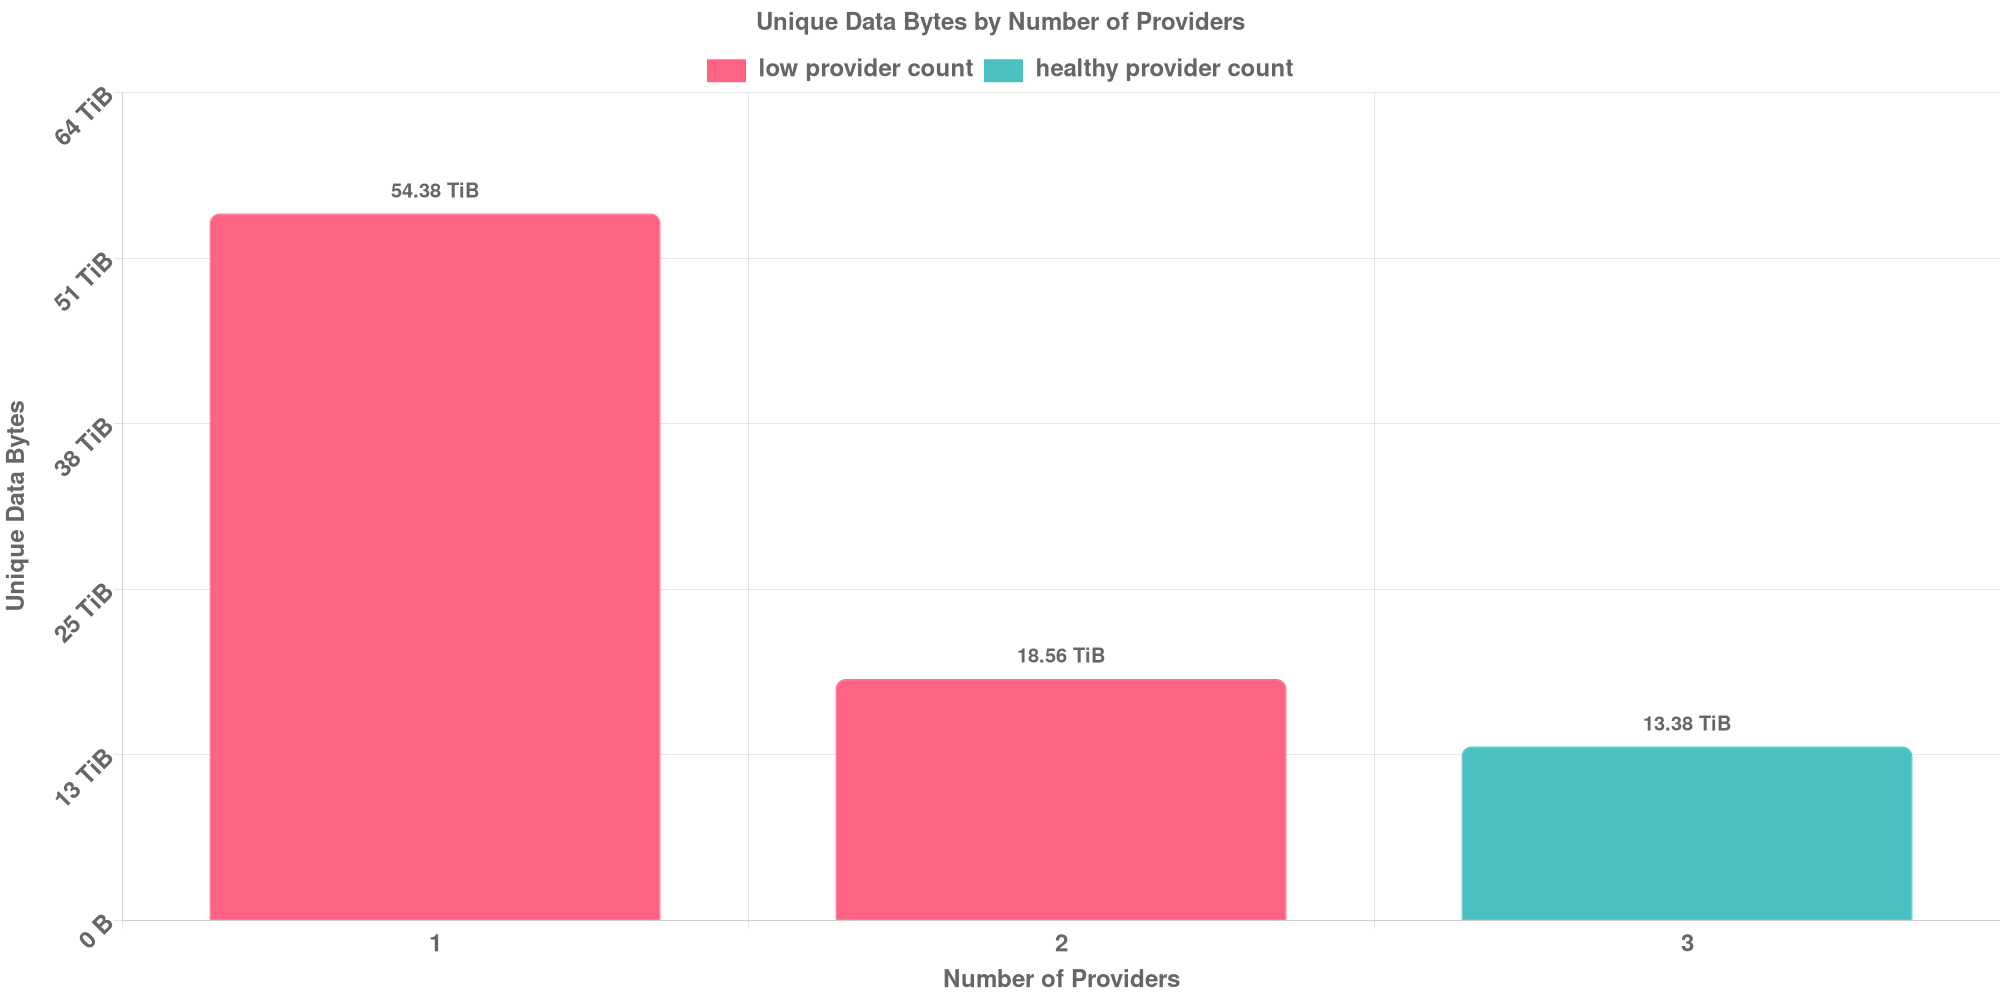 Unique Data Bytes by Number of Providers
low provider count healthy provider count
64 TiB
54.38 TiB
51 TiB
38 TiB
Unique Data Bytes
25 TiB
18.56 TiB
13.38 TiB
13 TiB
0 B
1 2 3
Number of Providers